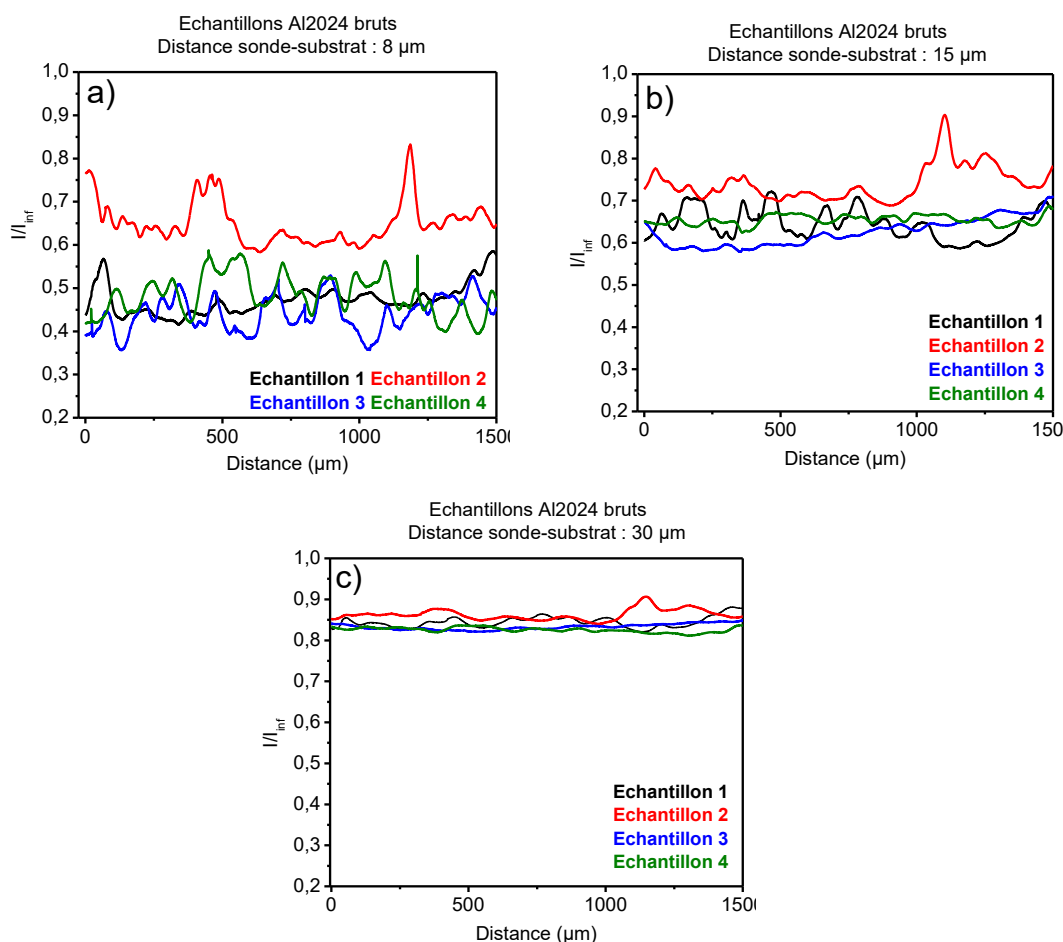 Echantillons Al2024 bruts
Distance sonde-substrat : 8 µm
a)
1,0
0,9
0,8
0,7
0,6
0,5
0,4
0,3
0,2
I/Iinf
Echantillon 1 Echantillon 2
Echantillon 3 Echantillon 4
0 500 1000 1500
Distance (µm)
Echantillons Al2024 bruts
Distance sonde-substrat : 15 µm
b)
1,0
0,9
0,8
0,7
0,6
0,5
0,4
0,3
0,2
I/Iinf
Echantillon 1
Echantillon 2
Echantillon 3
Echantillon 4
0 500 1000 1500
Distance (µm)
Echantillons Al2024 bruts
Distance sonde-substrat : 30 µm
c)
1,0
0,9
0,8
0,7
0,6
0,5
0,4
0,3
0,2
I/Iinf
Echantillon 1
Echantillon 2
Echantillon 3
Echantillon 4
0 500 1000 1500
Distance (µm)